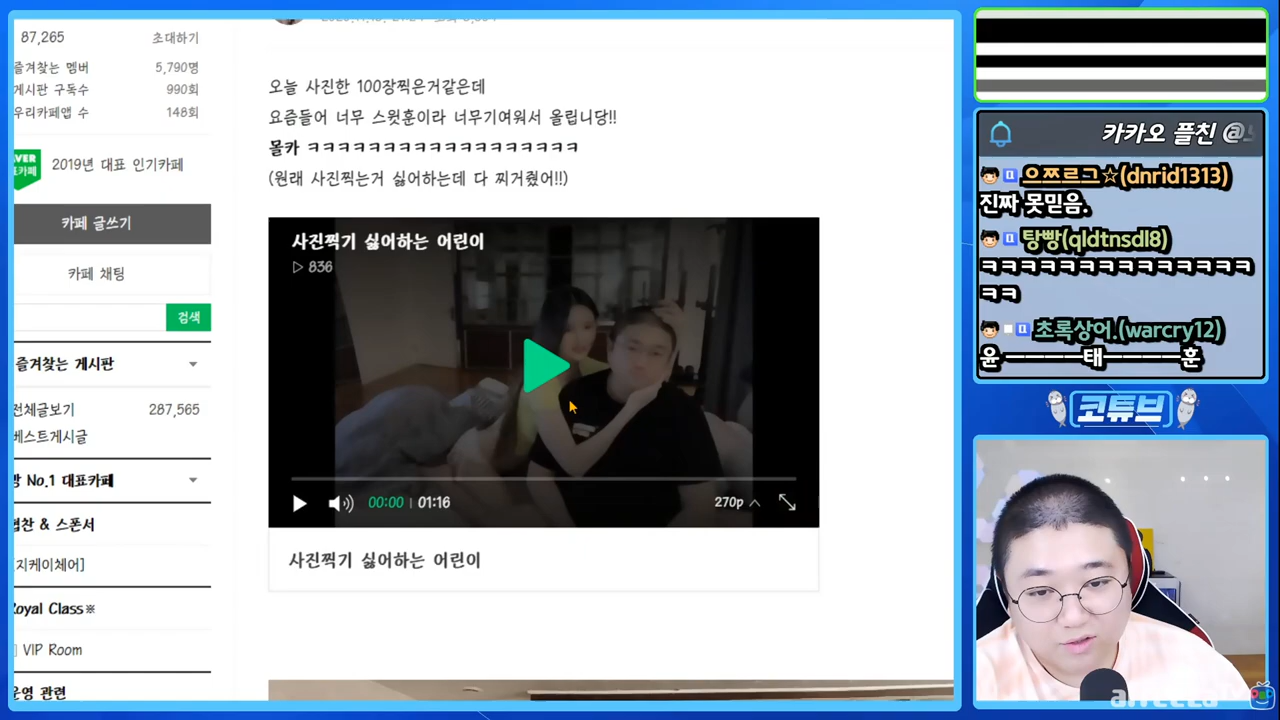 87,265
초대하기
즐겨찾는 멤버
5,790명
게시판 구독수
990회
우리카페앱 수
148회
2019년 대표 인기카페
카페 글쓰기
카페 채팅
검색
즐겨찾는 게시판
전체글보기
287,565
베스트게시글
No.1 대표카페
협찬 & 스폰서
지케이체어]
Royal Class※
VIP Room
운영 관련
오늘 사진한 100장찍은거같은데
요즘들어 너무 스윗훈이라 너무기여워서 올립니당!!
몰카 ㅋㅋㅋㅋㅋㅋㅋㅋㅋㅋㅋㅋㅋㅋㅋㅋㅋ
(원래 사진찍는거 싫어하는데 다 찌거줬어!!)
사진찍기 싫어하는 어린이
836
00:00 | 01:16
270p
사진찍기 싫어하는 어린이
카카오 플친 @
으쯔르그☆(dnrid1313)
진짜 못믿음.
탕빵(qldtnsdl8)
ㅋㅋㅋㅋㅋㅋㅋㅋㅋㅋㅋㅋㅋㅋ
ㅋㅋ
초록상어.(warcry12)
윤 ――――태――――훈
코튜브